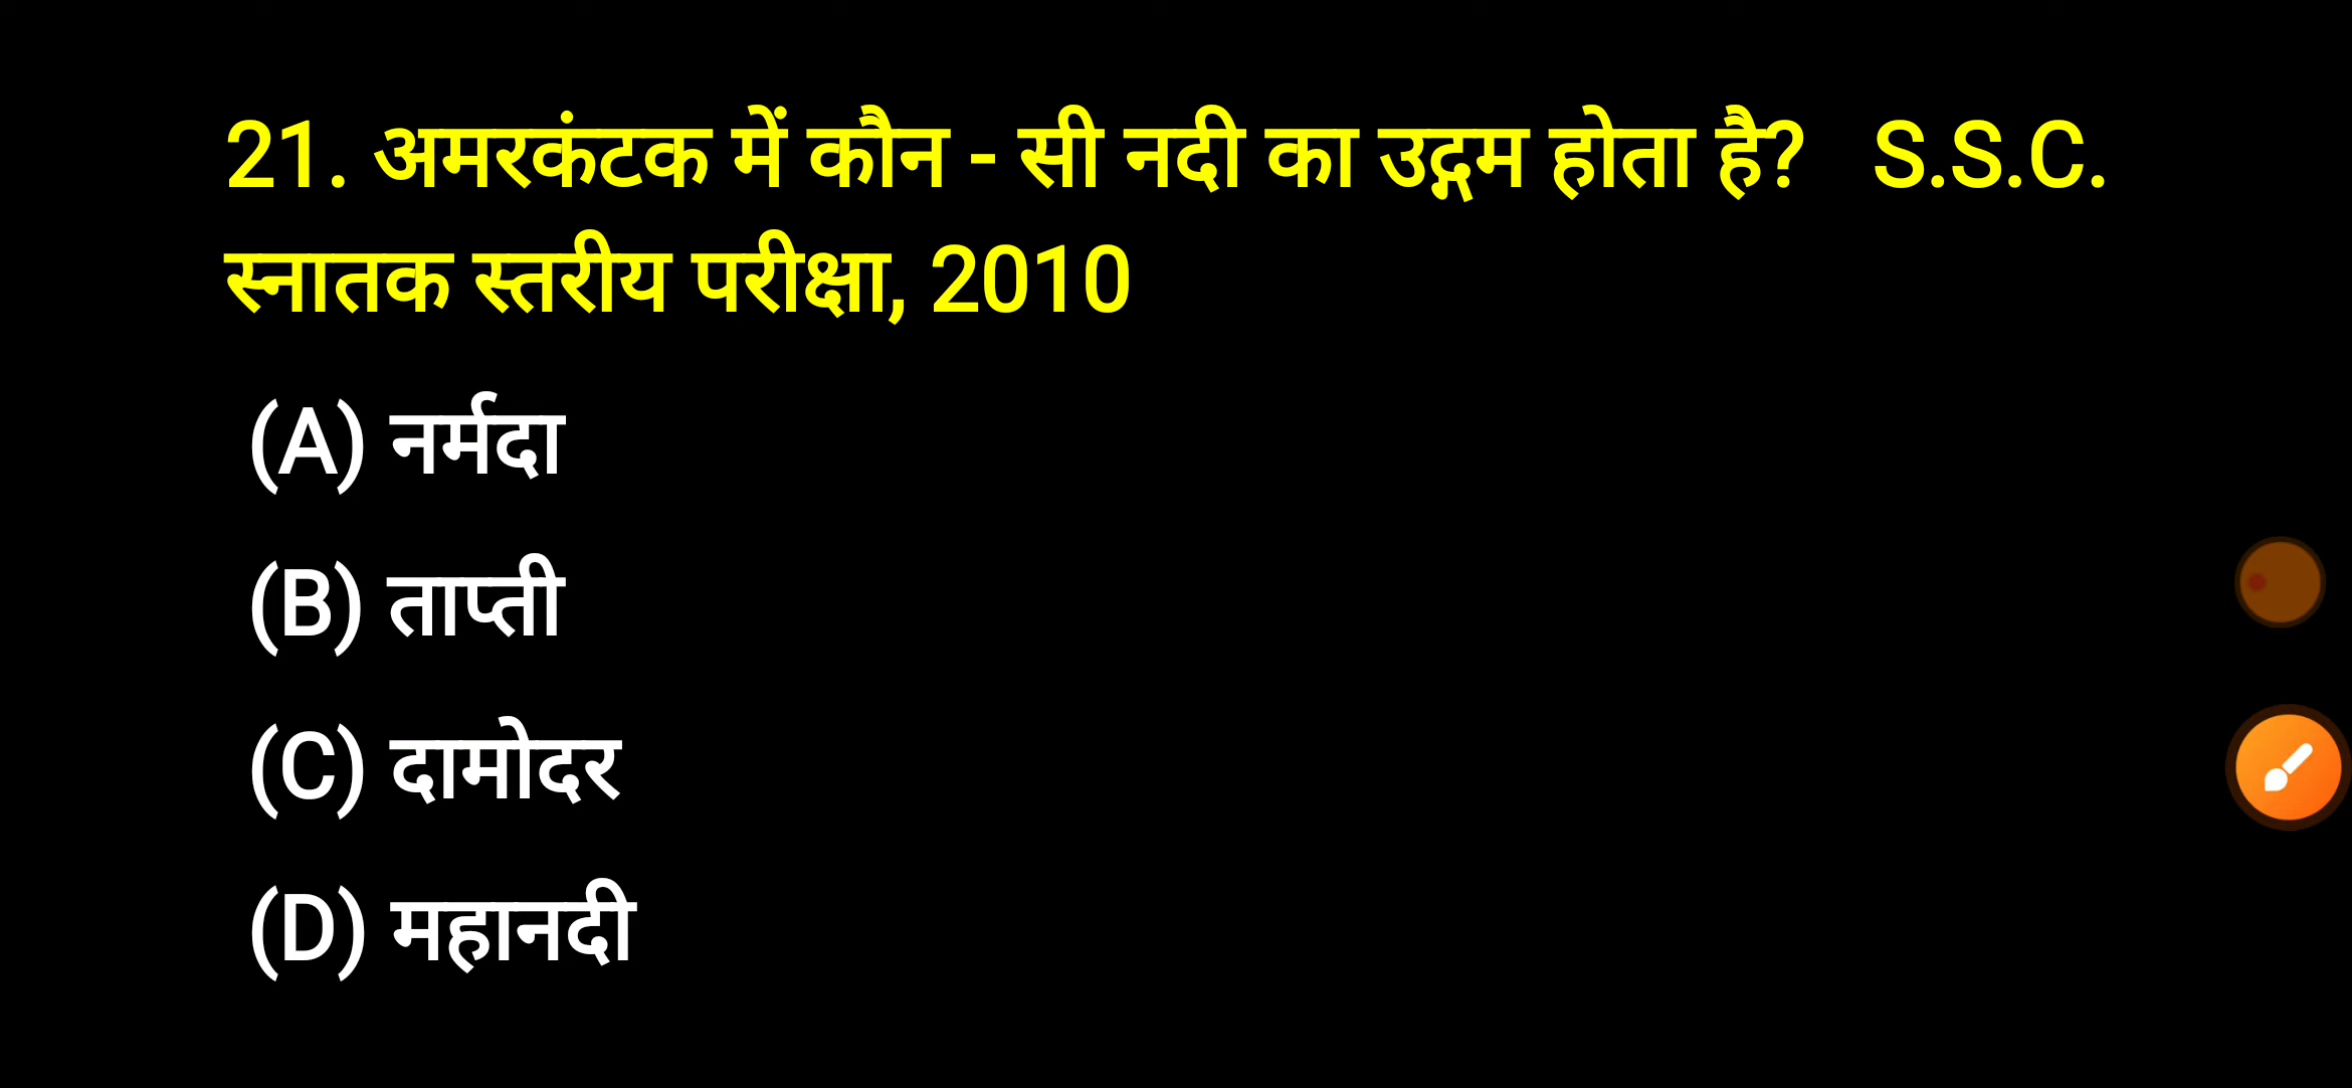 21. अमरकंटक में कौन - सी नदी का उद्गम होता है? S.S.C.
स्नातक स्तरीय परीक्षा, 2010
(A) नर्मदा
(B) ताप्ती
(C) दामोदर
(D) महानदी